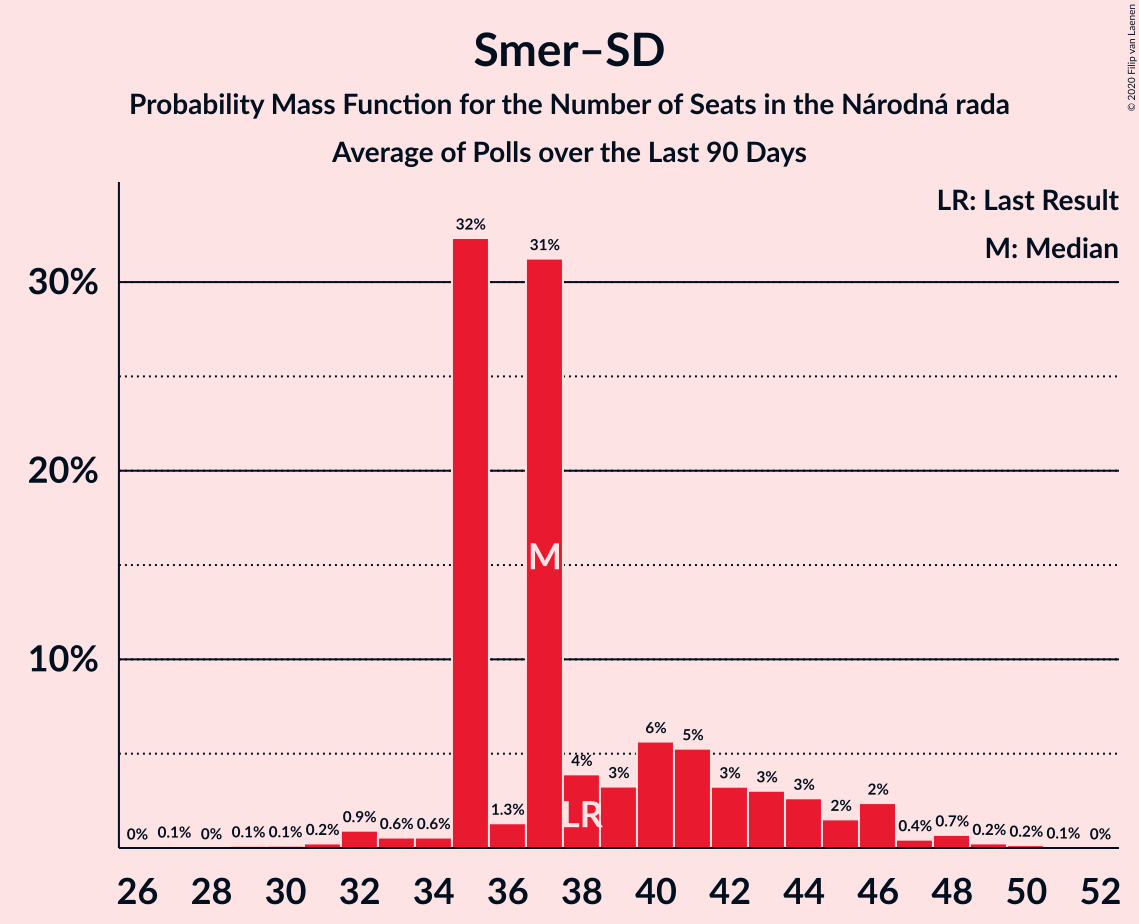 © 2020 Filip van Laenen
Smer–SD
Probability Mass Function for the Number of Seats in the Národná rada
Average of Polls over the Last 90 Days
LR: Last Result
M: Median
30%
20%
10%
0% 0.1% 0% 0.1% 0.1% 0.2% 0.9% 0.6% 0.6% 32% 1.3% 31% 4% 3% 6% 5% 3% 3% 3% 2% 2% 0.4% 0.7% 0.2% 0.2% 0.1% 0%
M
LR
26 28 30 32 34 36 38 40 42 44 46 48 50 52